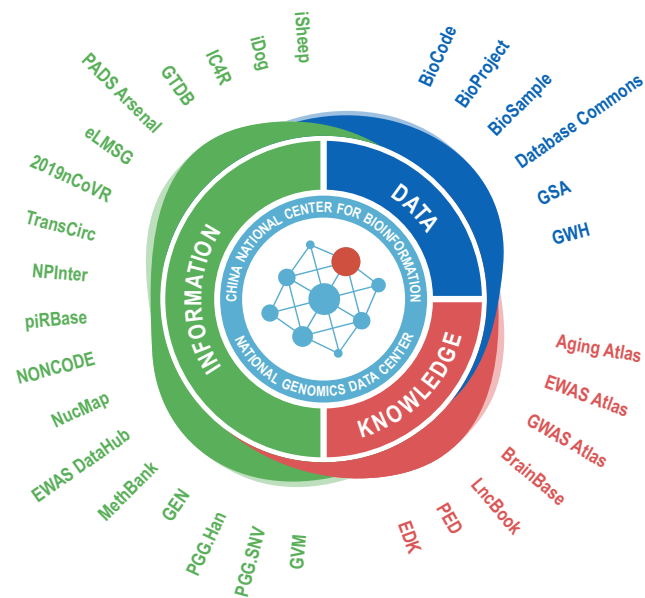 iSheep
iDog
IC4R
GTDB
PADS Arsenal
eLMSG
2019nCoVR
TransCirc
NPInter
piRBase
NONCODE
NucMap
EWAS DataHub
MethBank
GEN
PGG.Han
PGG.SNV
GVM
BioCode
BioProject
BioSample
Database Commons
GSA
GWH
Aging Atlas
EWAS Atlas
GWAS Atlas
BrainBase
LncBook
PED
EDK
INFORMATION
DATA
KNOWLEDGE
CHINA NATIONAL CENTER FOR BIOINFORMATION
NATIONAL GENOMICS DATA CENTER